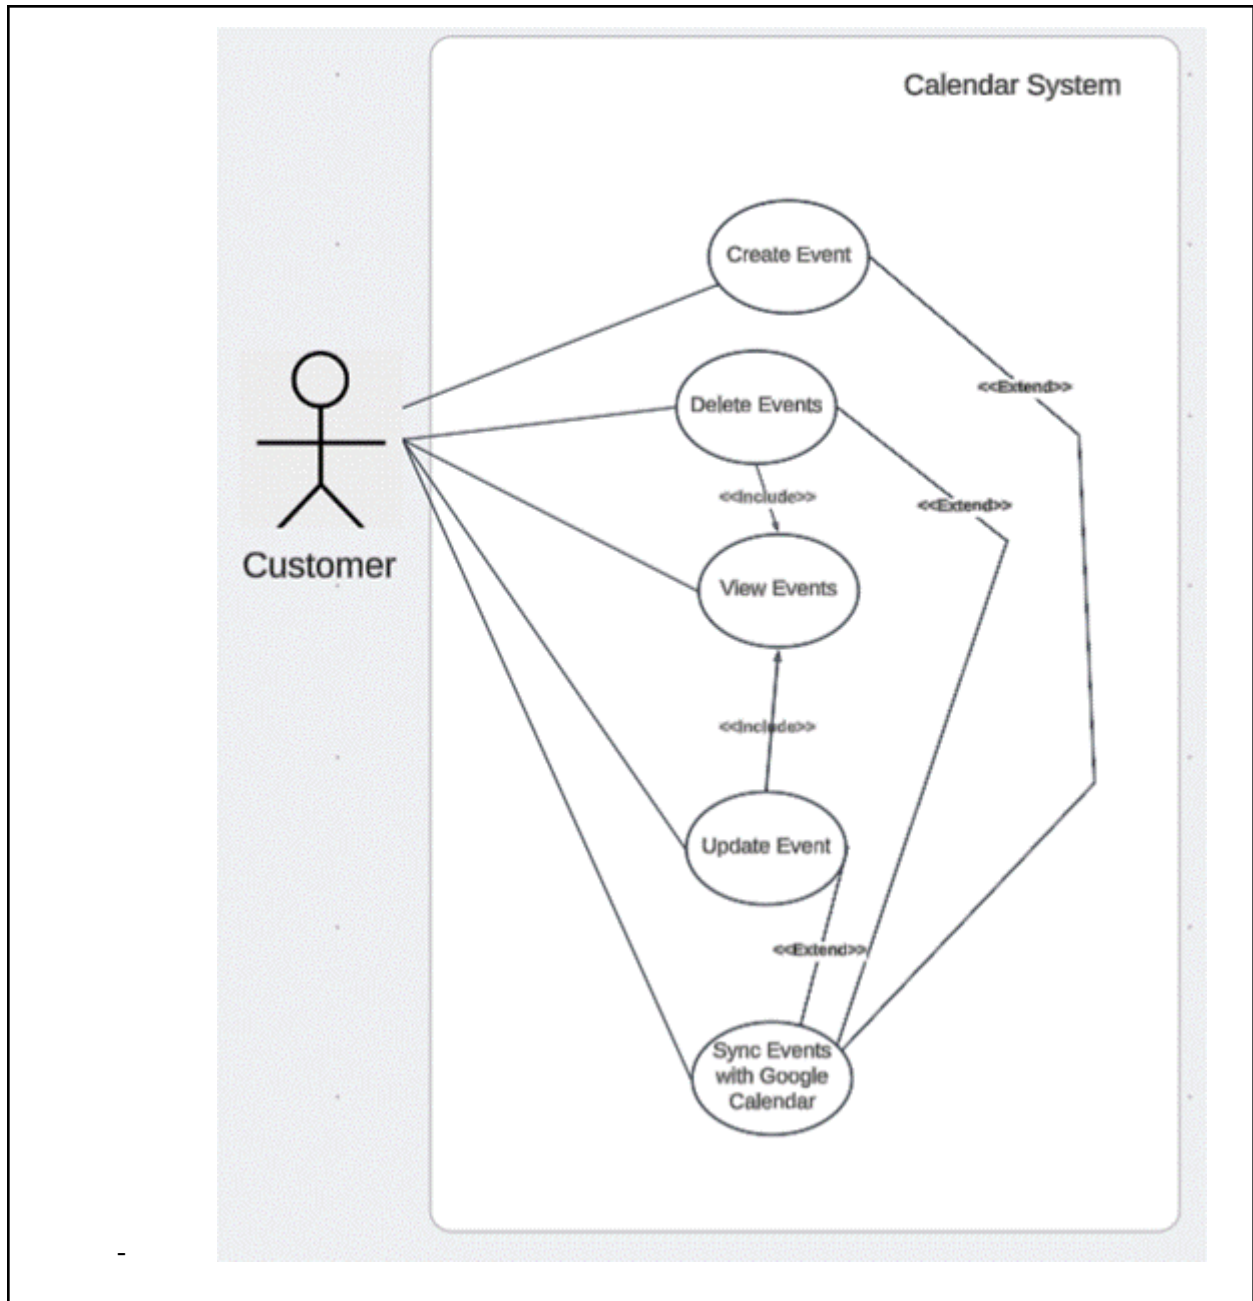 Calendar System
Create Event
<<Extend>>
Delete Events
<<Include>>
<<Extend>>
Customer
View Events
<<Include>>
Update Event
<<Extend>>
Sync Events
with Google
Calendar
-